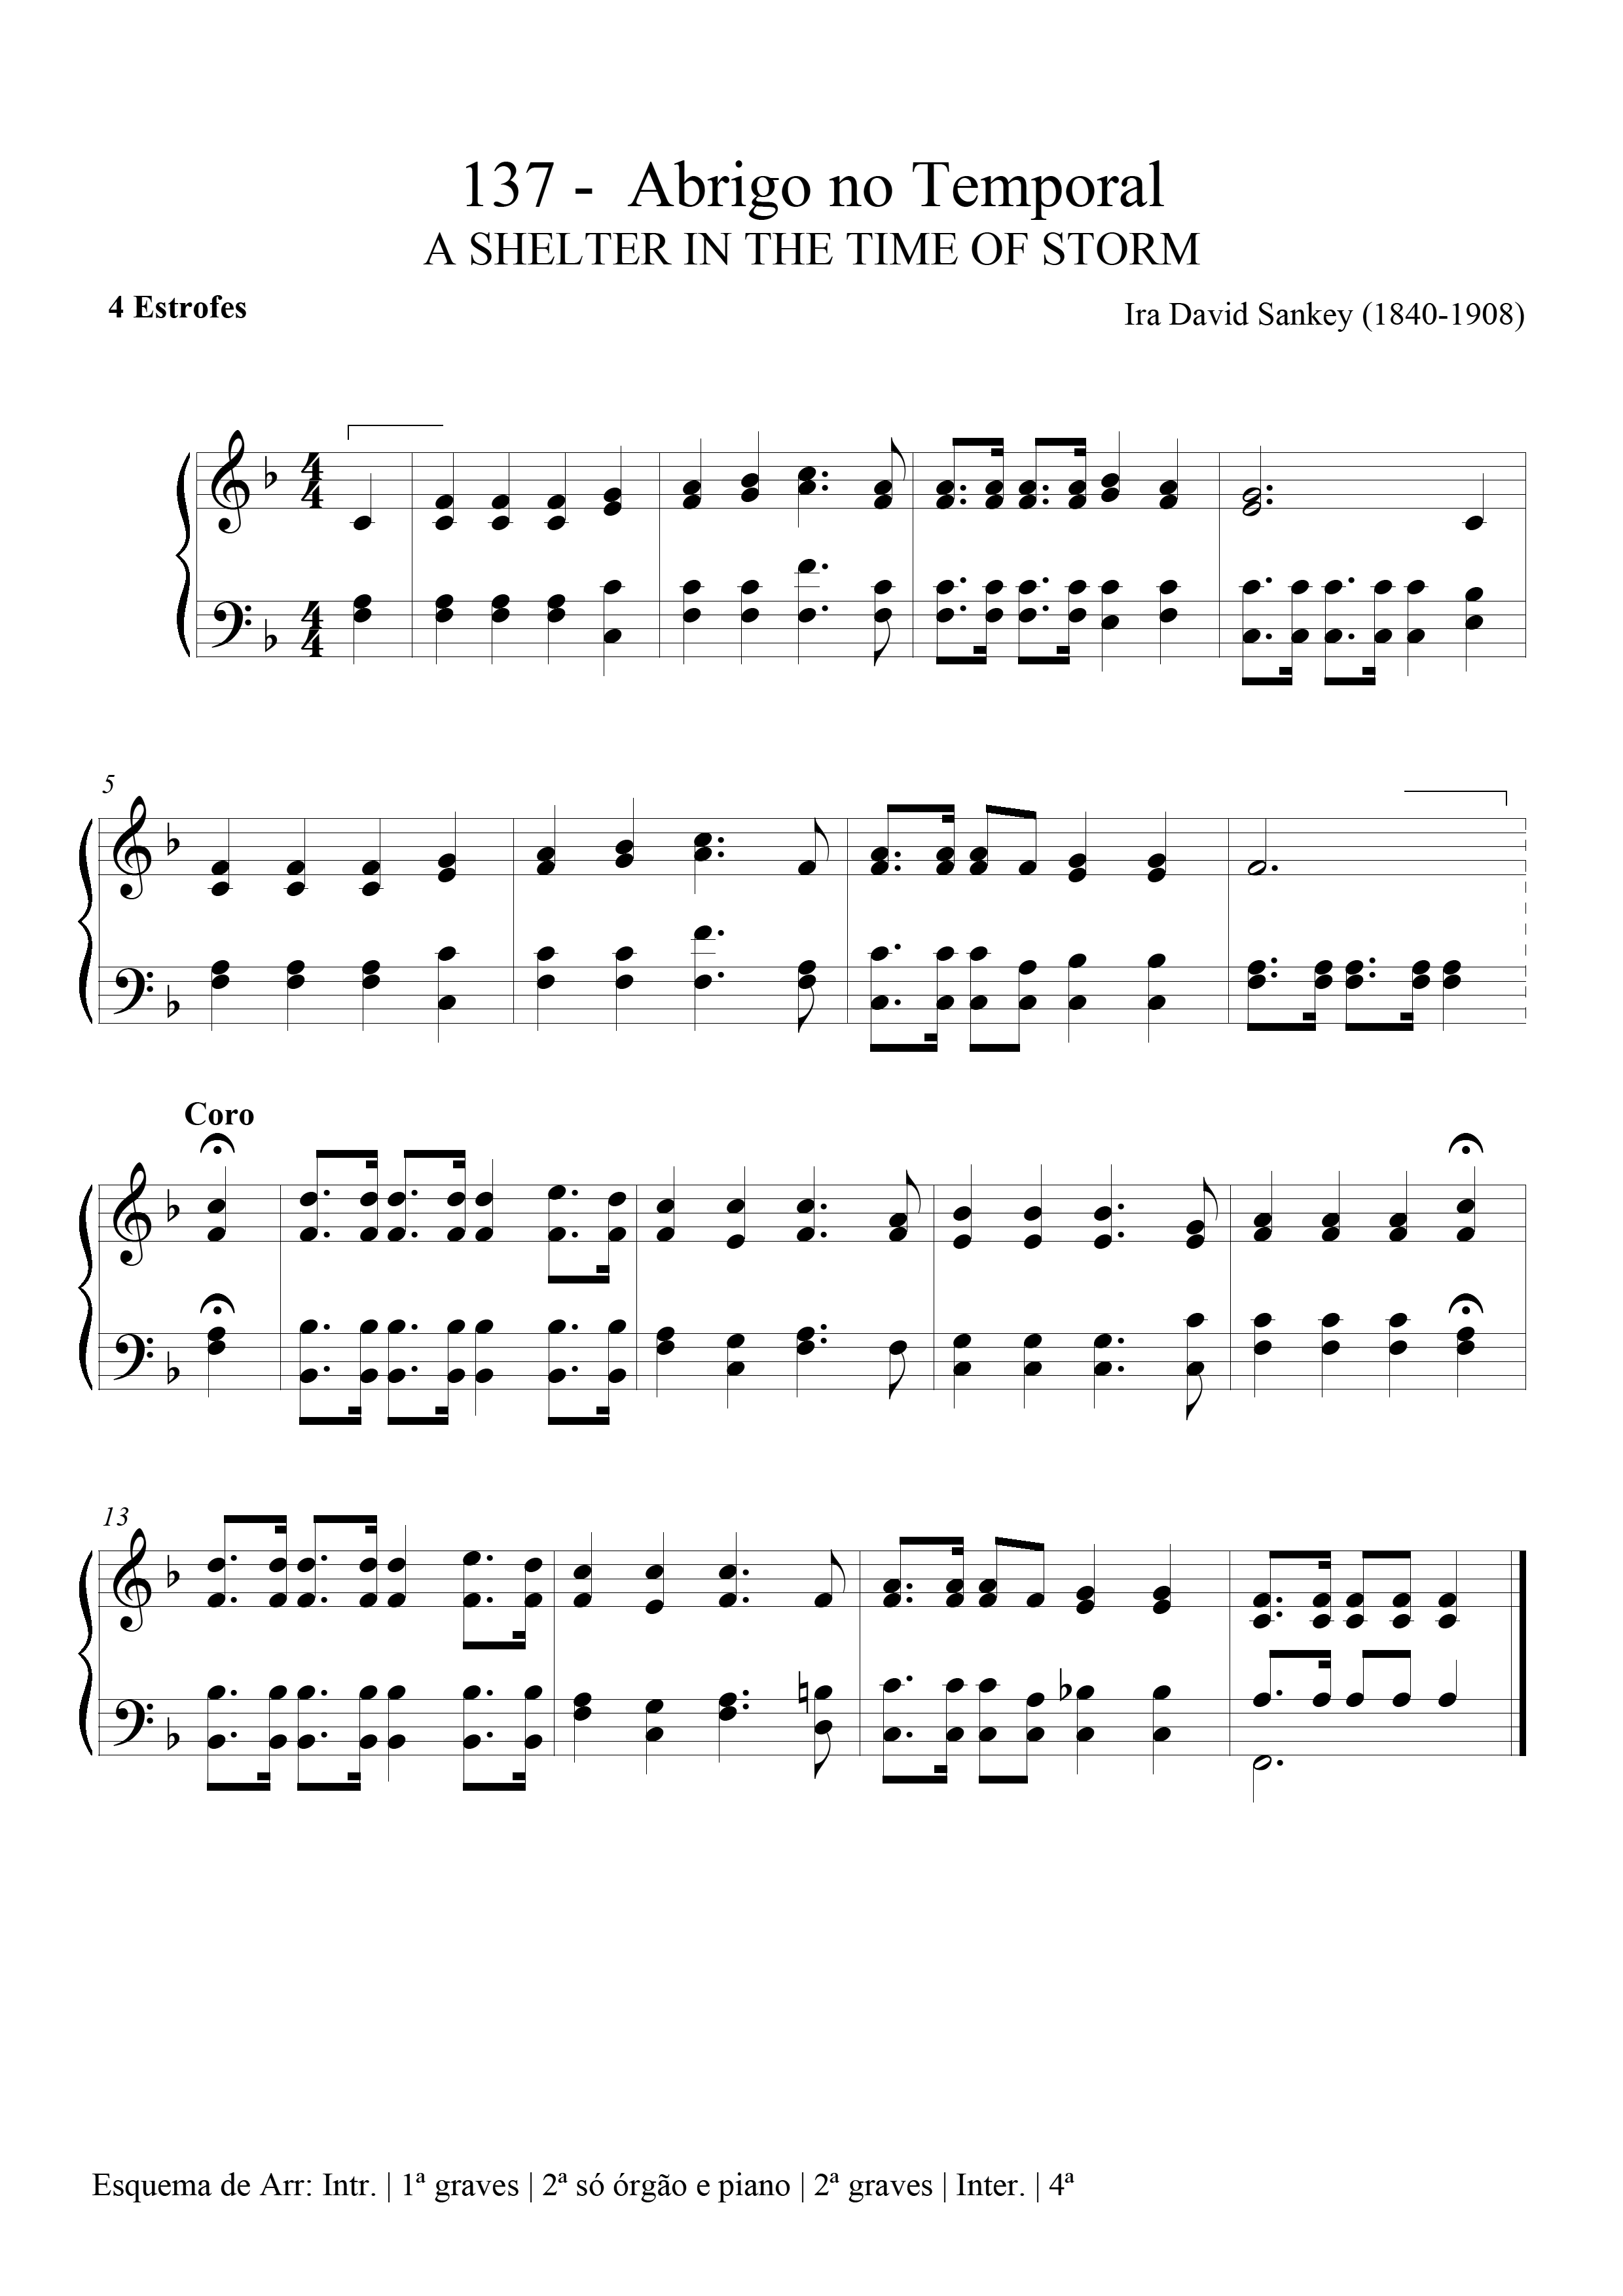 137 - Abrigo no Temporal
A SHELTER IN THE TIME OF STORM
4 Estrofes
Ira David Sankey (1840-1908)
4
4
4
4
5
Coro
13
Esquema de Arr: Intr. | 1ª graves | 2ª só órgão e piano | 2ª graves | Inter. | 4ª